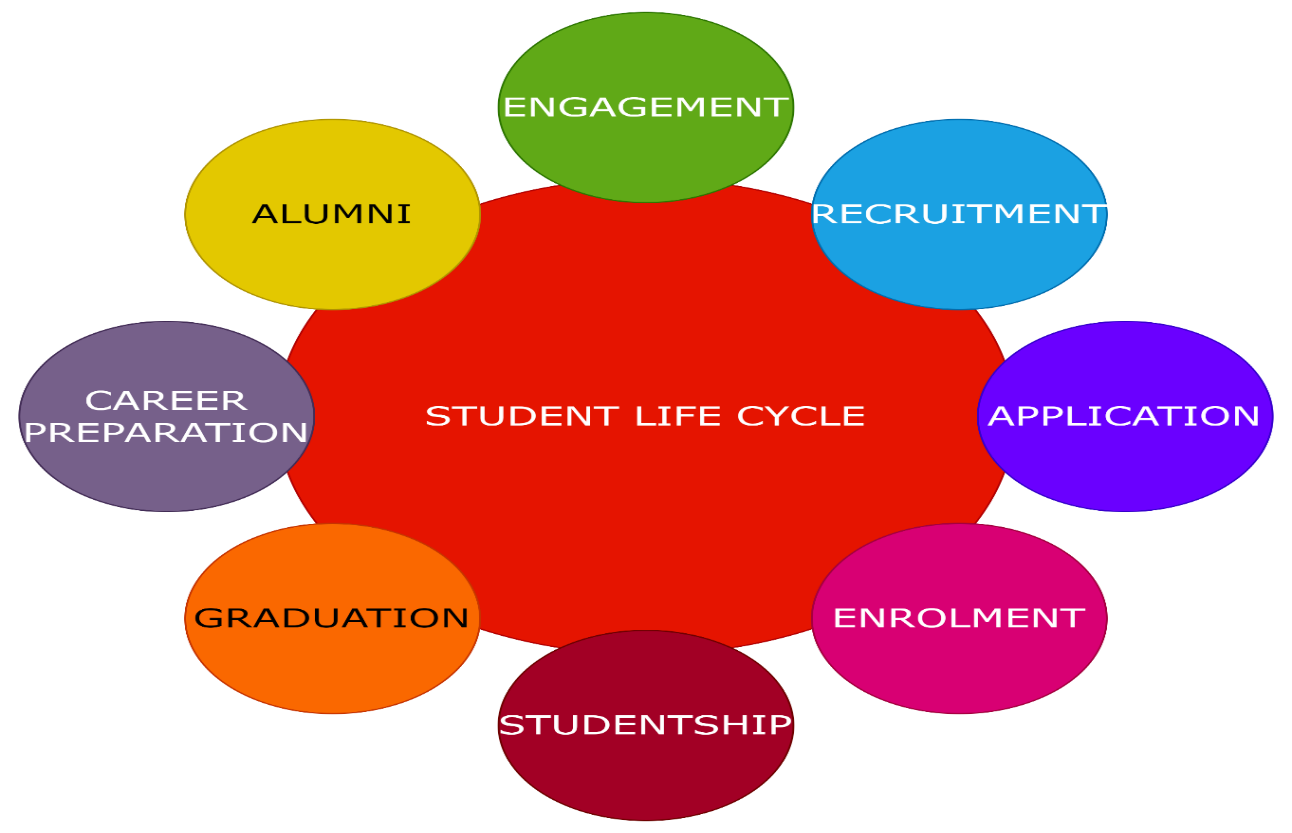 ENGAGEMENT
RECRUITMENT
APPLICATION
ENROLMENT
STUDENTSHIP
GRADUATION
CAREER
PREPARATION
ALUMNI
STUDENT LIFE CYCLE